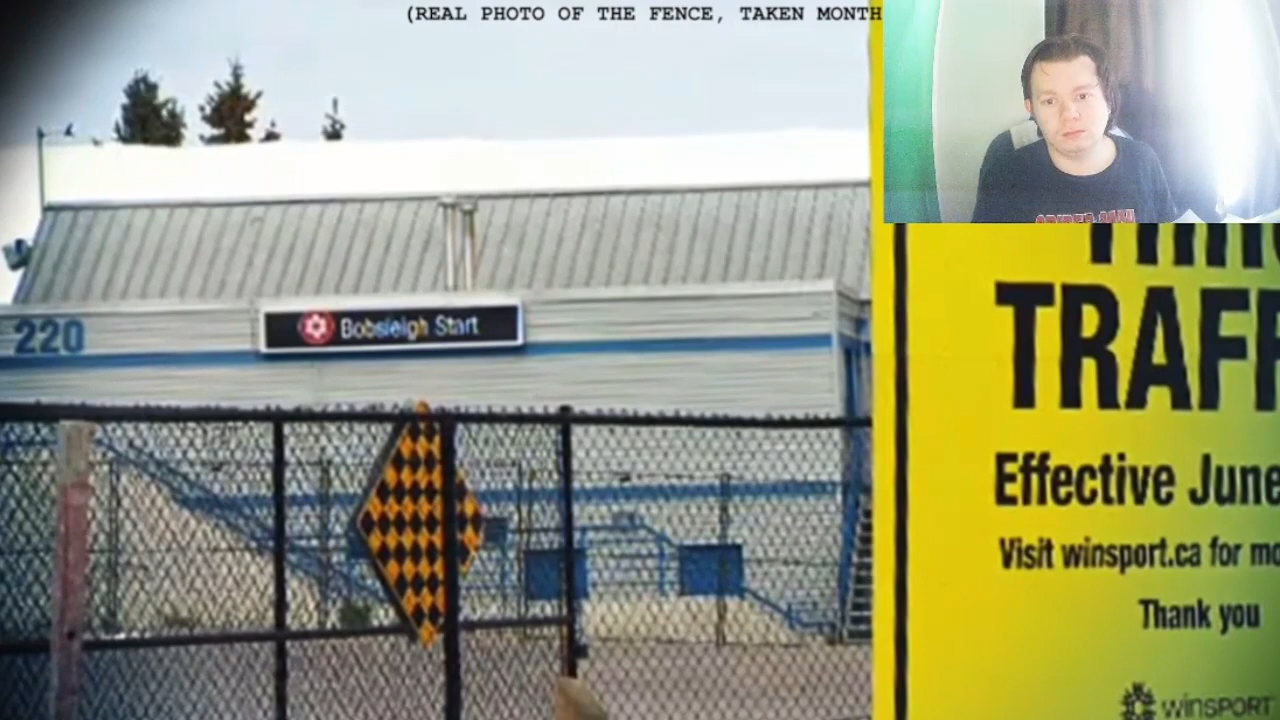 (REAL PHOTO OF THE FENCE, TAKEN MONTH
220
Bobsleigh Start
TRAFF
Effective June
Visit winsport.ca for mo
Thank you
winsport